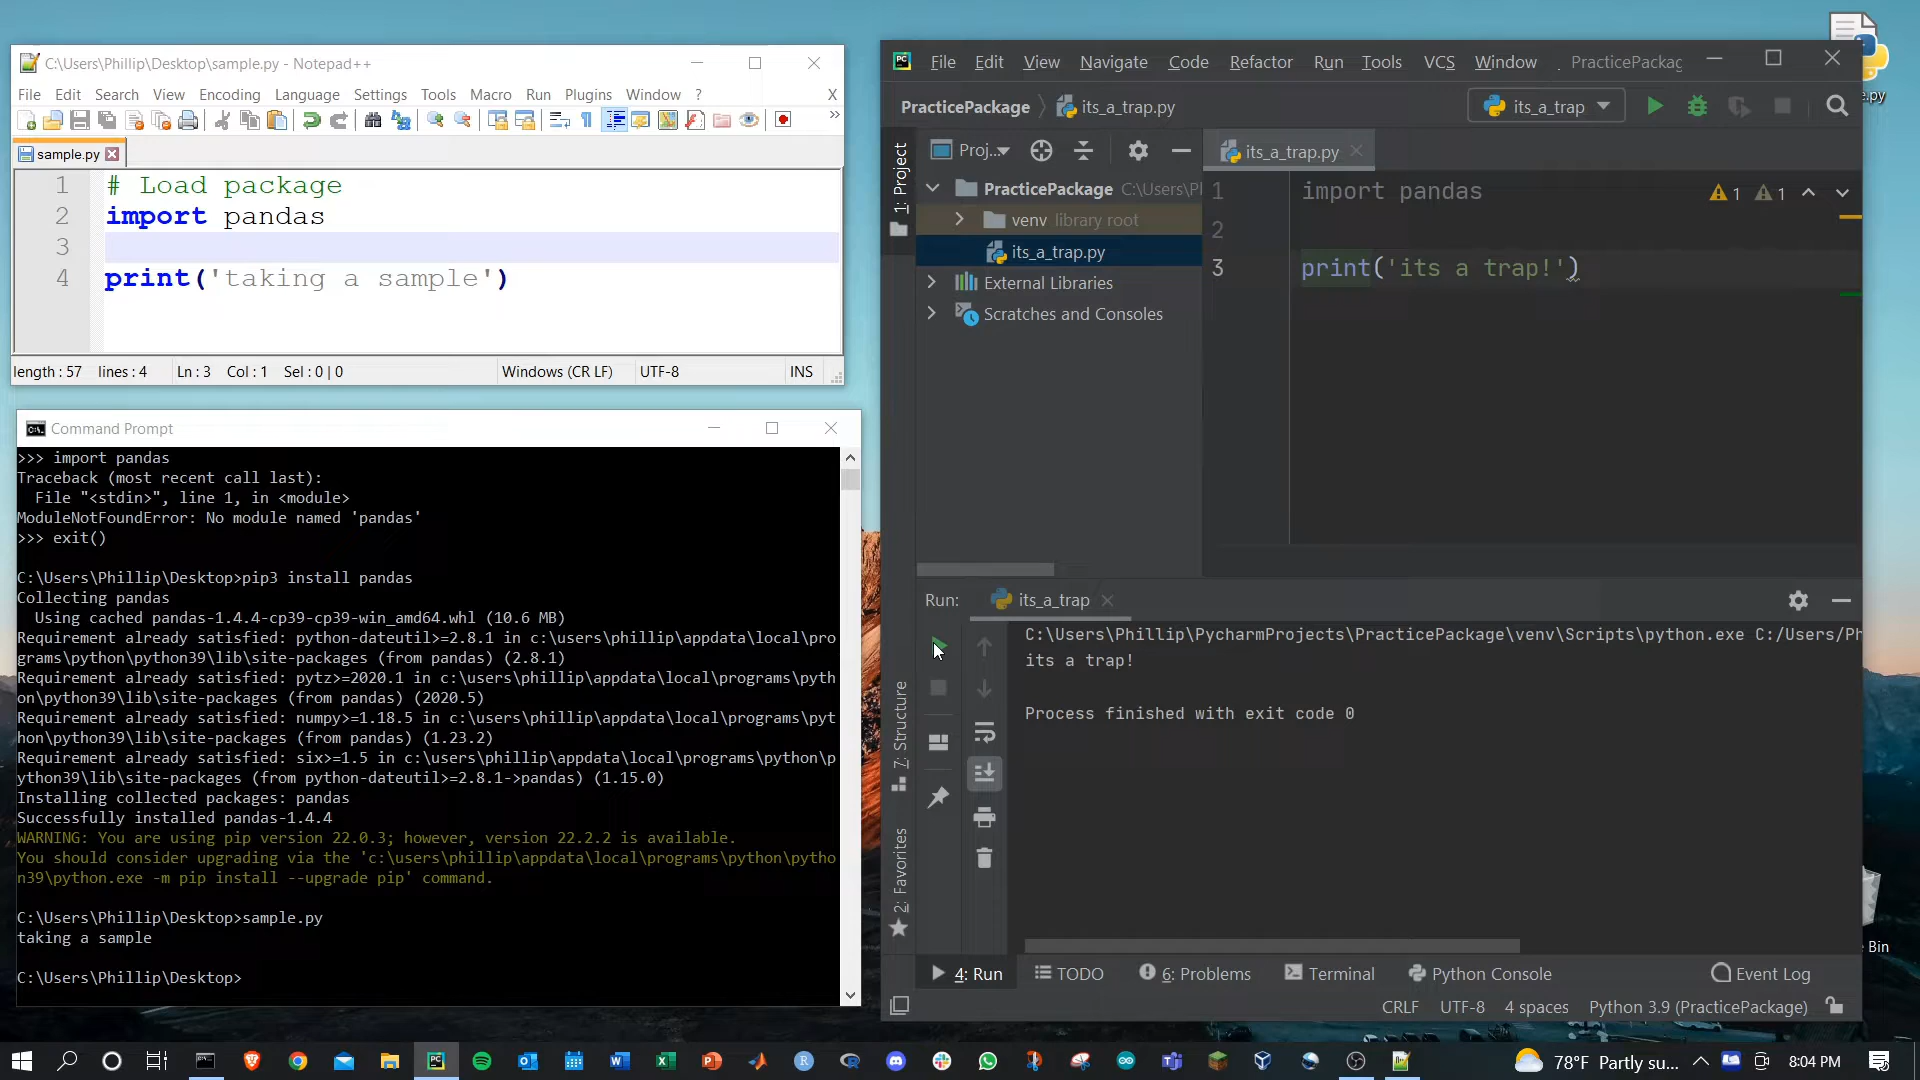 C:\Users\Phillip\Desktop\sample.py - Notepad++
File Edit Search View Encoding Language Settings Tools Macro Run Plugins Window ? X
sample.py
1 # Load package
2 import pandas
3
4 print('taking a sample')
length : 57 lines : 4 Ln : 3 Col : 1 Sel : 0 | 0 Windows (CR LF) UTF-8 INS
Command Prompt
>>> import pandas
Traceback (most recent call last):
File "<stdin>", line 1, in <module>
ModuleNotFoundError: No module named 'pandas'
>>> exit()
C:\Users\Phillip\Desktop>pip3 install pandas
Collecting pandas
Using cached pandas-1.4.4-cp39-cp39-win_amd64.whl (10.6 MB)
Requirement already satisfied: python-dateutil>=2.8.1 in c:\users\phillip\appdata\local\pro
grams\python\python39\lib\site-packages (from pandas) (2.8.1)
Requirement already satisfied: pytz>=2020.1 in c:\users\phillip\appdata\local\programs\pyth
on\python39\lib\site-packages (from pandas) (2020.5)
Requirement already satisfied: numpy>=1.18.5 in c:\users\phillip\appdata\local\programs\pyt
hon\python39\lib\site-packages (from pandas) (1.23.2)
Requirement already satisfied: six>=1.5 in c:\users\phillip\appdata\local\programs\python\p
ython39\lib\site-packages (from python-dateutil>=2.8.1->pandas) (1.15.0)
Installing collected packages: pandas
Successfully installed pandas-1.4.4
WARNING: You are using pip version 22.0.3; however, version 22.2.2 is available.
You should consider upgrading via the 'c:\users\phillip\appdata\local\programs\python\pytho
n39\python.exe -m pip install --upgrade pip' command.
C:\Users\Phillip\Desktop>sample.py
taking a sample
C:\Users\Phillip\Desktop>
File Edit View Navigate Code Refactor Run Tools VCS Window . PracticePackag
PracticePackage its_a_trap.py its_a_trap
1: Project
Proj... its_a_trap.py
PracticePackage C:\Users\P
venv library root
its_a_trap.py
External Libraries
Scratches and Consoles
1 import pandas
2
3 print('its a trap!')
1 1
Run: its_a_trap
C:\Users\Phillip\PycharmProjects\PracticePackage\venv\Scripts\python.exe C:/Users/Ph
its a trap!
Process finished with exit code 0
7: Structure
2: Favorites
4: Run TODO 6: Problems Terminal Python Console Event Log
CRLF UTF-8 4 spaces Python 3.9 (PracticePackage)
Bin
78°F Partly su... 8:04 PM